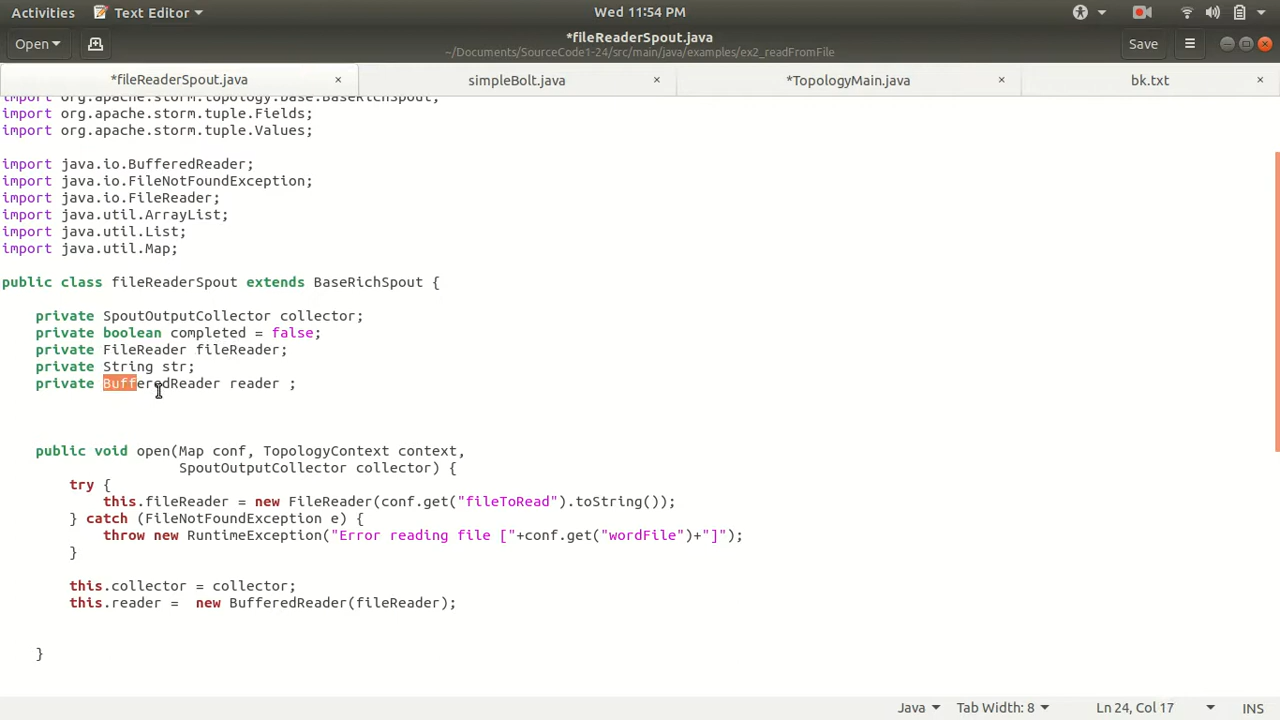 Activities Text Editor Wed 11:54 PM
Open *fileReaderSpout.java Save
~/Documents/SourceCode1-24/src/main/java/examples/ex2_readFromFile
*fileReaderSpout.java × simpleBolt.java × *TopologyMain.java × bk.txt ×
import org.apache.storm.topology.base.BaseRichSpout;
import org.apache.storm.tuple.Fields;
import org.apache.storm.tuple.Values;
import java.io.BufferedReader;
import java.io.FileNotFoundException;
import java.io.FileReader;
import java.util.ArrayList;
import java.util.List;
import java.util.Map;
public class fileReaderSpout extends BaseRichSpout {
private SpoutOutputCollector collector;
private boolean completed = false;
private FileReader fileReader;
private String str;
private BufferedReader reader ;
public void open(Map conf, TopologyContext context,
SpoutOutputCollector collector) {
try {
this.fileReader = new FileReader(conf.get("fileToRead").toString());
} catch (FileNotFoundException e) {
throw new RuntimeException("Error reading file ["+conf.get("wordFile")+"]");
}
this.collector = collector;
this.reader =  new BufferedReader(fileReader);
}
Java Tab Width: 8 Ln 24, Col 17 INS